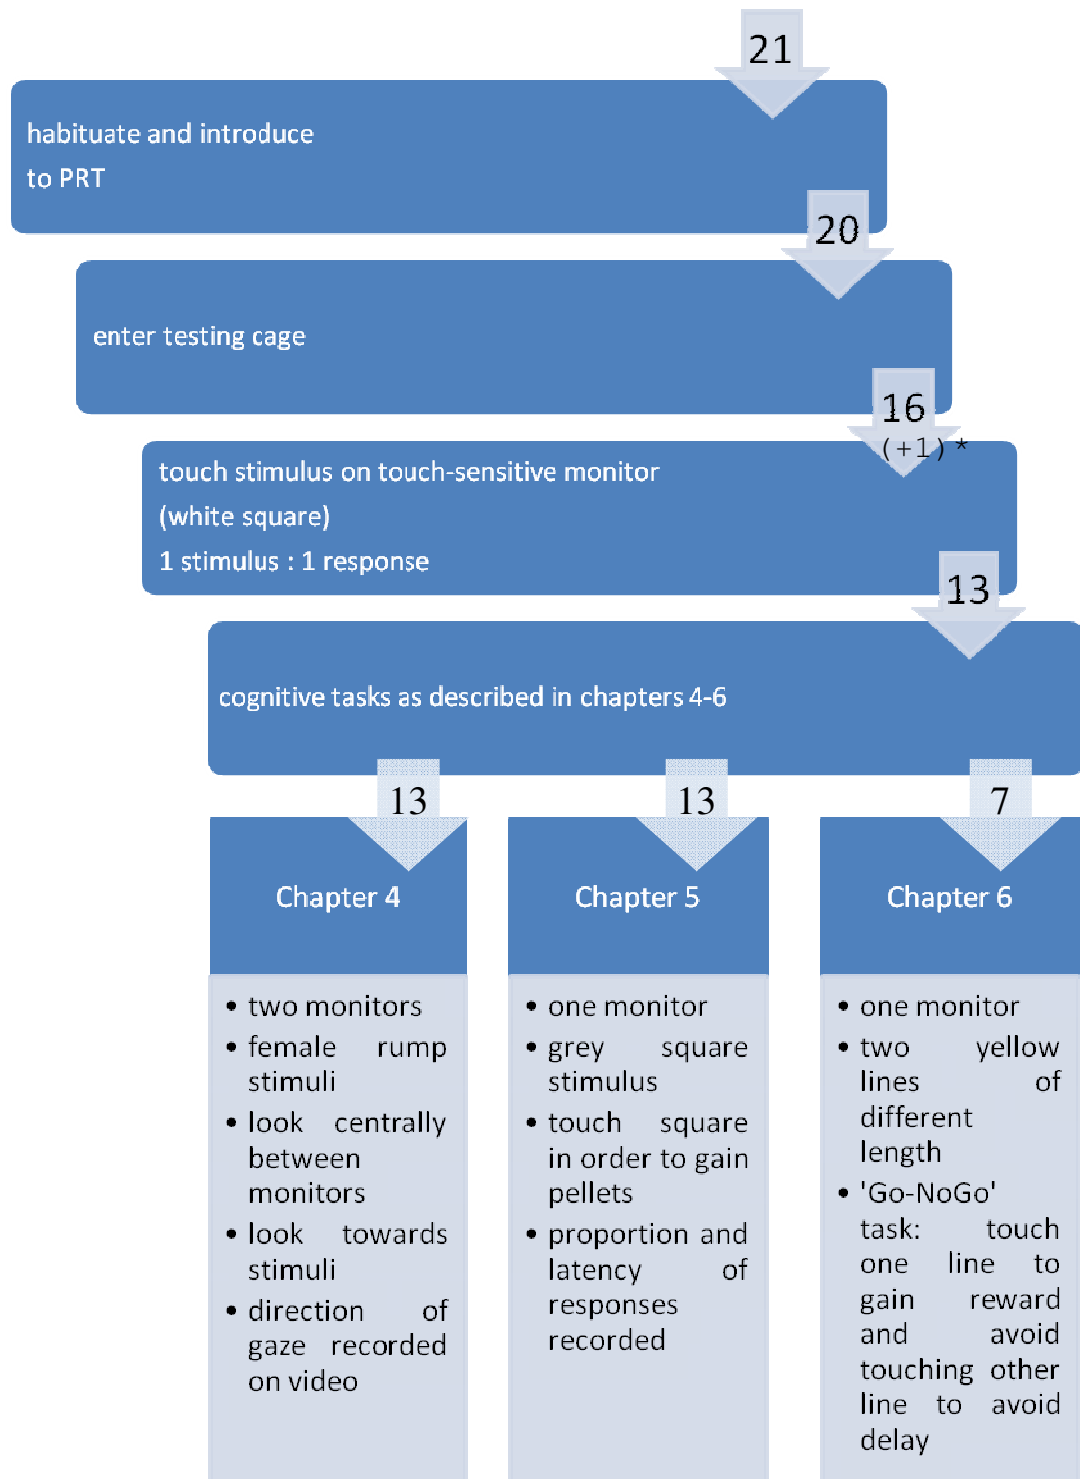 21
habituate and introduce
to PRT
20
enter testing cage
16
(+1)*
touch stimulus on touch-sensitive monitor
(white square)
1 stimulus : 1 response
13
cognitive tasks as described in chapters 4-6
13
Chapter 4
• two monitors
• female rump
stimuli
• look centrally
between
monitors
• look towards
stimuli
• direction of
gaze recorded
on video
13
Chapter 5
• one monitor
• grey square
stimulus
• touch square
in order to gain
pellets
• proportion and
latency of
responses
recorded
7
Chapter 6
• one monitor
• two yellow
lines of
different
length
• 'Go-NoGo'
task: touch
one line to
gain reward
and avoid
touching other
line to avoid
delay